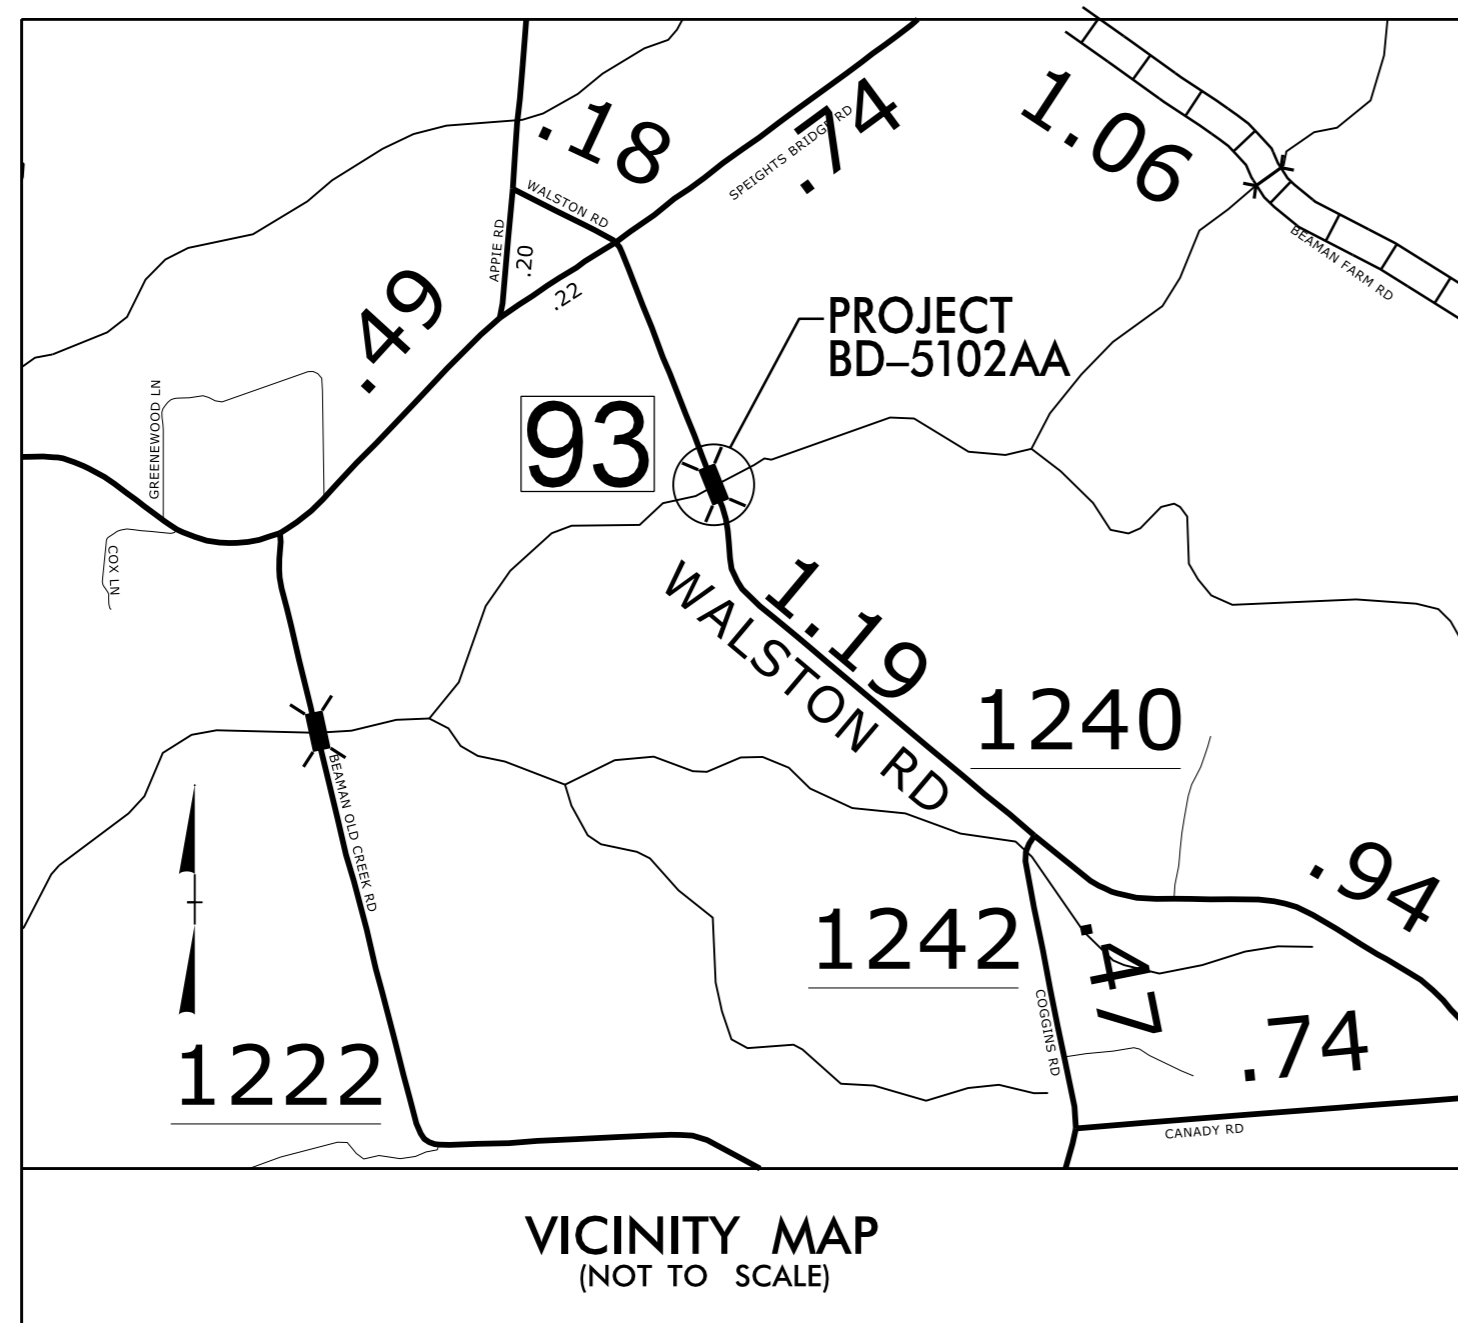 .18
.74
1.06
WALSTON RD
SPEIGHTS BRIDGE RD
APPIE RD
.20
.22
BEAMAN FARM RD
.49
PROJECT
BD–5102AA
GREENEWOOD LN
93
COX LN
1.19
WALSTON RD
1240
BEAMAN OLD CREEK RD
.94
1242
.47
COGGINS RD
.74
1222
CANADY RD
VICINITY MAP
(NOT TO SCALE)